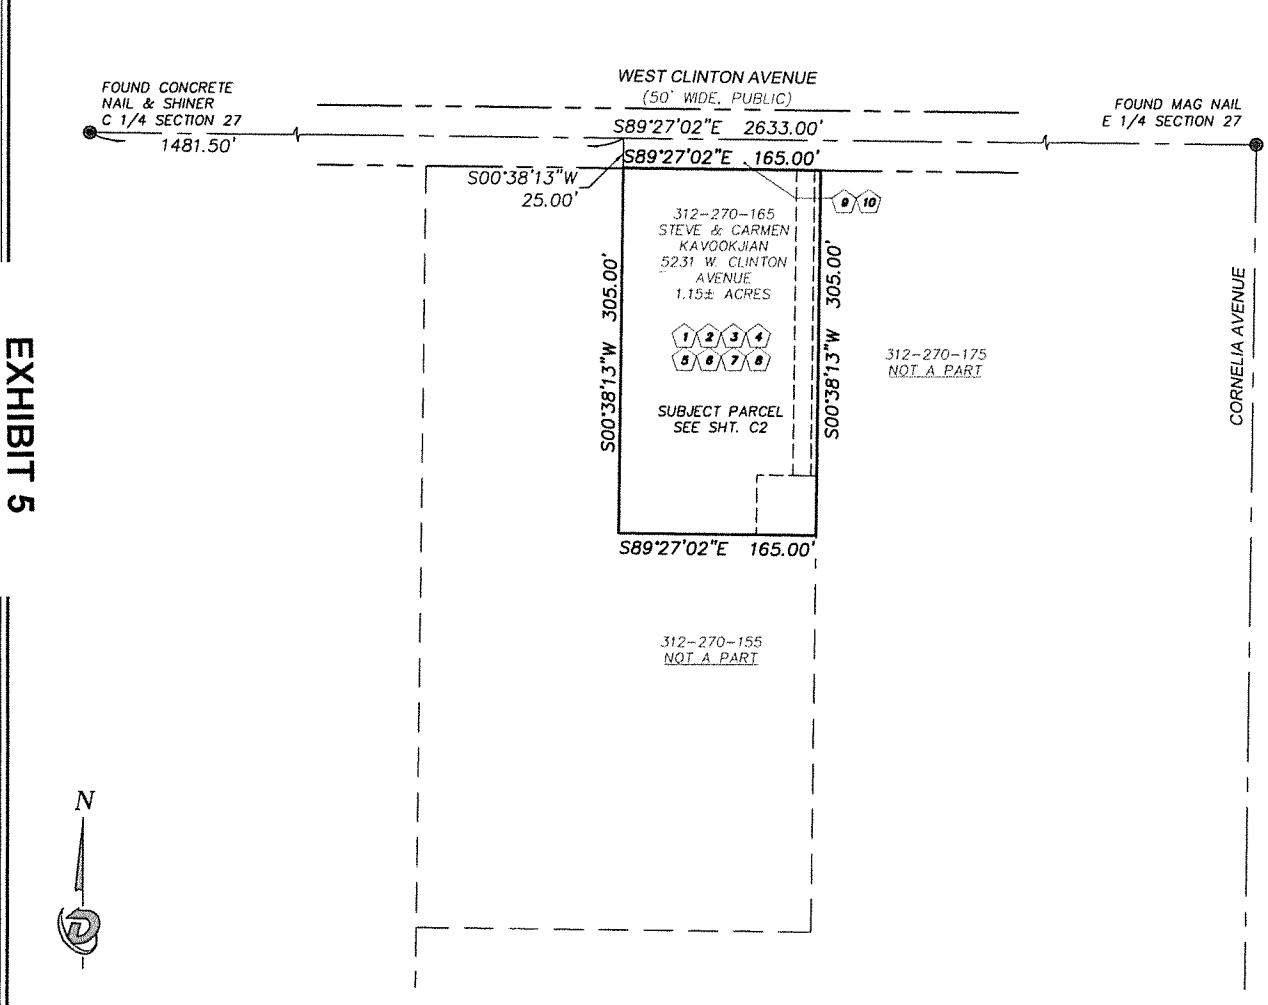 WEST CLINTON AVENUE
(50' WIDE, PUBLIC)
FOUND CONCRETE
NAIL & SHINER
C 1/4 SECTION 27
1481.50'
S89°27'02"E 2633.00'
FOUND MAG NAIL
E 1/4 SECTION 27
S89°27'02"E 165.00'
S00°38'13"W
25.00'
9 10
312-270-165
STEVE & CARMEN
KAVOOKJIAN
5231 W. CLINTON
AVENUE
1.15± ACRES
S00°38'13"W 305.00'
S00°38'13"W 305.00'
1 2 3 4
5 6 7 8
SUBJECT PARCEL
SEE SHT. C2
312-270-175
NOT A PART
CORNELIA AVENUE
EXHIBIT 5
S89°27'02"E 165.00'
312-270-155
NOT A PART
N
D